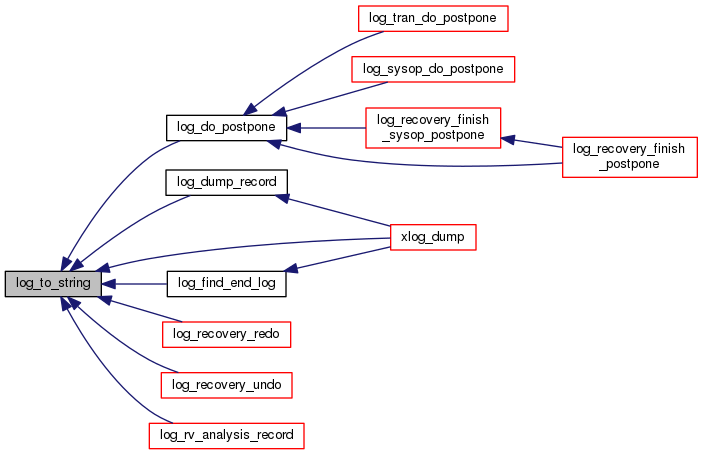 log_tran_do_postpone
log_sysop_do_postpone
log_do_postpone
log_recovery_finish
_sysop_postpone
log_recovery_finish
_postpone
log_dump_record
xlog_dump
log_to_string
log_find_end_log
log_recovery_redo
log_recovery_undo
log_rv_analysis_record